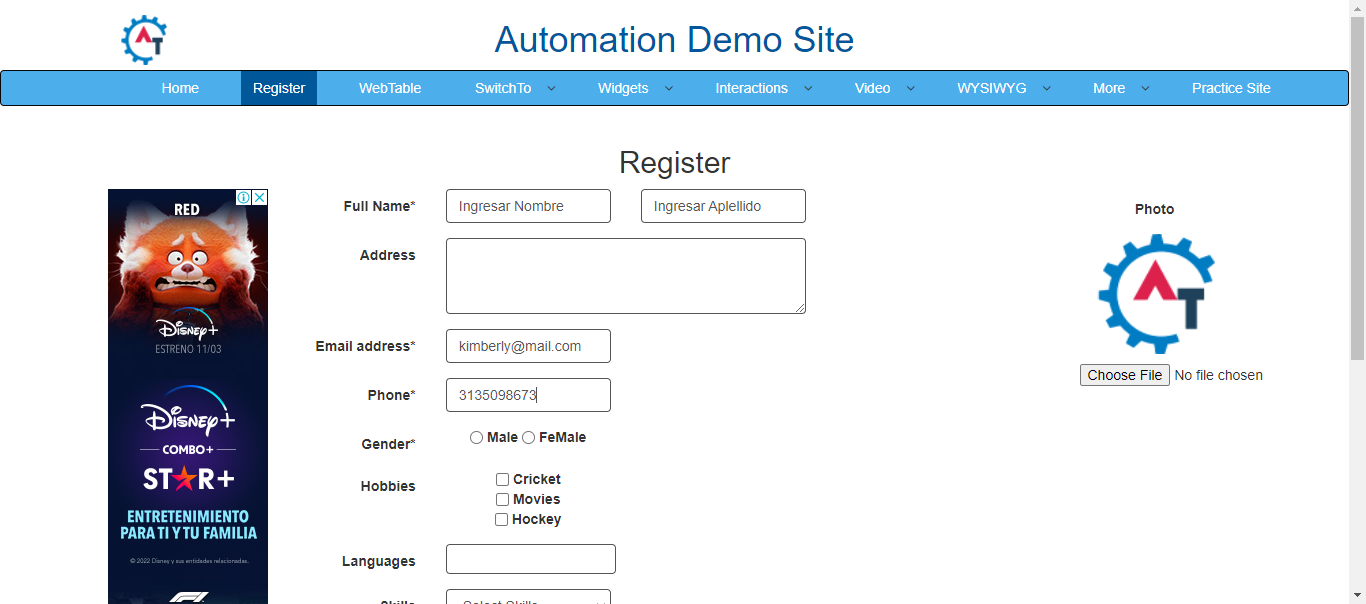 AT
Automation Demo Site
Home Register WebTable SwitchTo Widgets Interactions Video WYSIWYG More Practice Site
Register
RED
Disney+
ESTRENO 11/03
Disney+
COMBO+
STAR+
ENTRETENIMIENTO
PARA TI Y TU FAMILIA
© 2022 Disney y sus entidades relacionadas.
Full Name* Ingresar Nombre Ingresar Aplellido
Address
Email address* kimberly@mail.com
Phone* 3135098673
Gender* Male FeMale
Hobbies Cricket
Movies
Hockey
Languages
Skills Select Skills
Photo
AT
Choose File No file chosen